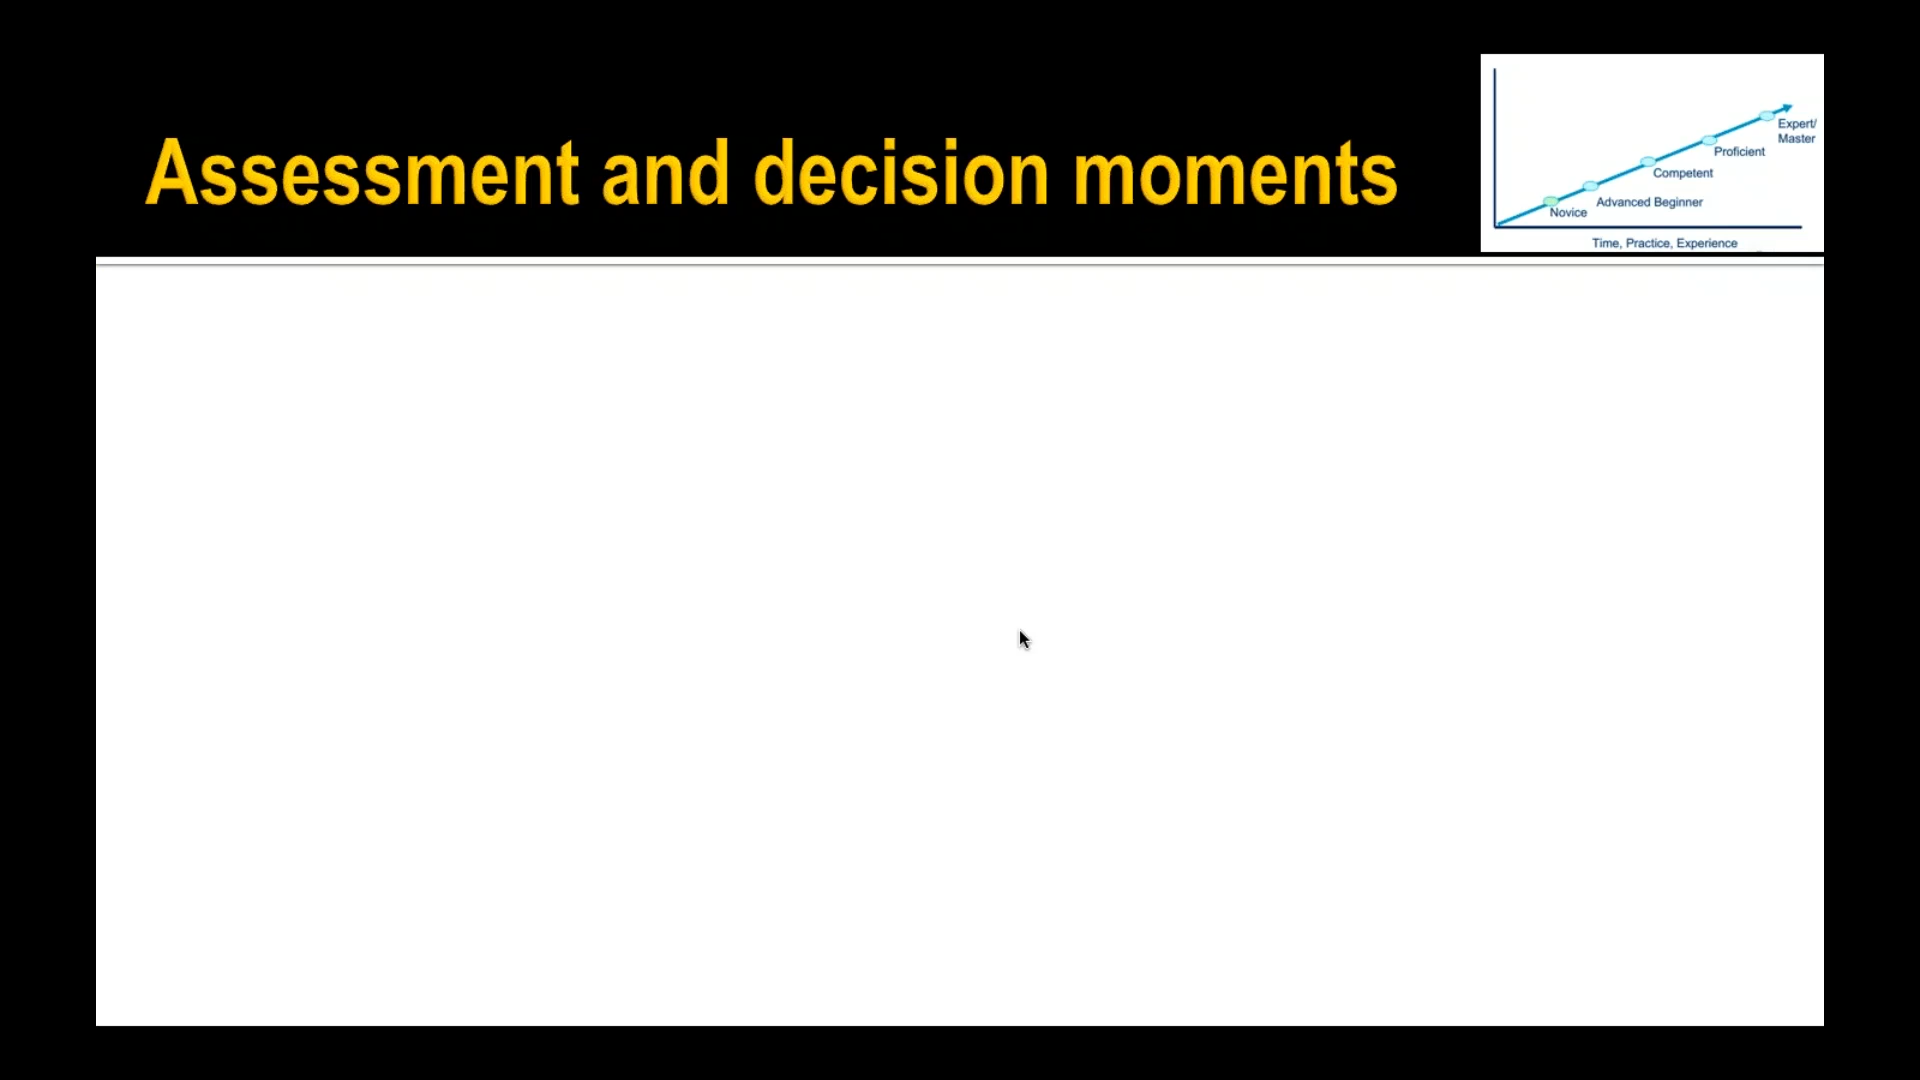 Assessment and decision moments
Expert/
Master
Proficient
Competent
Advanced Beginner
Novice
Time, Practice, Experience